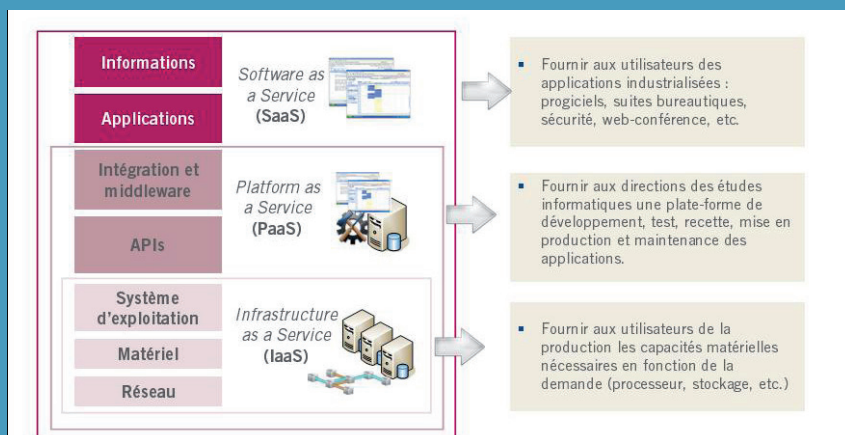 Informations
Applications
Software as
a Service
(SaaS)
▪ Fournir aux utilisateurs des
applications industrialisées :
progiciels, suites bureautiques,
sécurité, web-conférence, etc.
Intégration et
middleware
APIs
Platform as
a Service
(PaaS)
▪ Fournir aux directions des études
informatiques une plate-forme de
développement, test, recette, mise en
production et maintenance des
applications.
Système
d'exploitation
Matériel
Réseau
Infrastructure
as a Service
(IaaS)
▪ Fournir aux utilisateurs de la
production les capacités matérielles
nécessaires en fonction de la
demande (processeur, stockage, etc.)